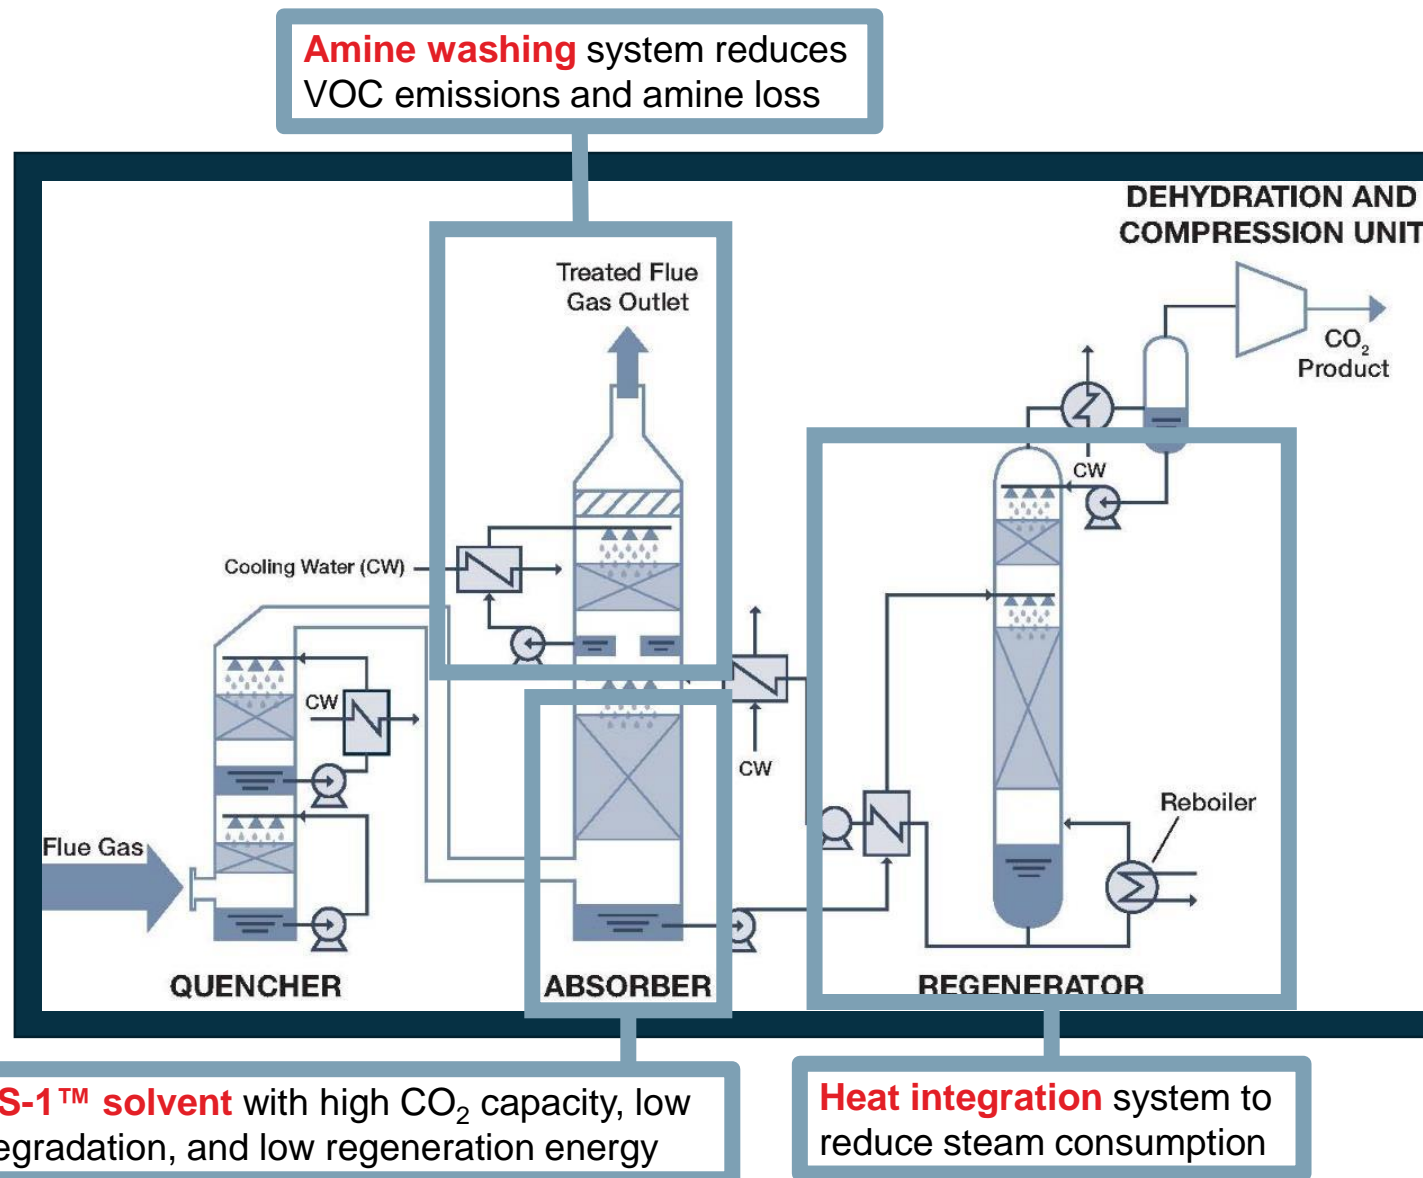 Amine washing system reduces
VOC emissions and amine loss
DEHYDRATION AND
COMPRESSION UNIT
Treated Flue
Gas Outlet
CO₂
Product
CW
Cooling Water (CW)
CW
CW
Reboiler
Flue Gas
QUENCHER
ABSORBER
REGENERATOR
S-1™ solvent with high CO₂ capacity, low
egradation, and low regeneration energy
Heat integration system to
reduce steam consumption